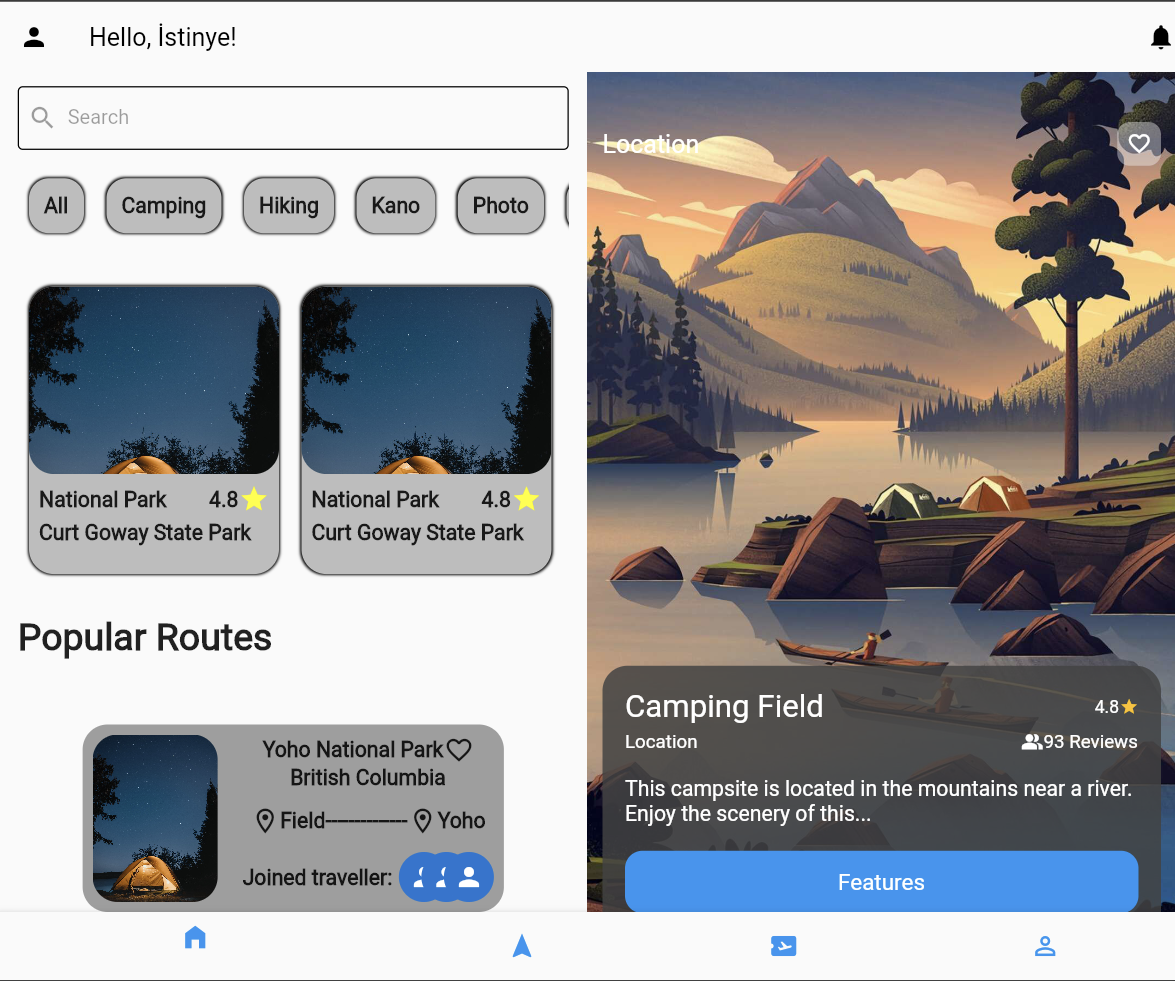 Hello, İstinye!
Search
All
Camping
Hiking
Kano
Photo
National Park 4.8
Curt Goway State Park
National Park 4.8
Curt Goway State Park
Popular Routes
Yoho National Park
British Columbia
Field-------------- Yoho
Joined traveller:
Location
Camping Field
4.8
Location
93 Reviews
This campsite is located in the mountains near a river.
Enjoy the scenery of this...
Features